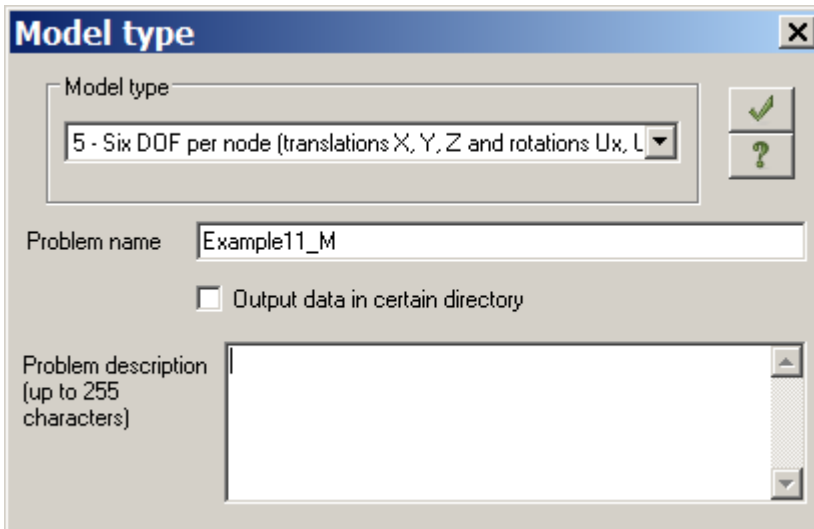 Model type
Model type
5 - Six DOF per node (translations X, Y, Z and rotations Ux, U
?
Problem name
Example11_M
Output data in certain directory
Problem description
(up to 255
characters)